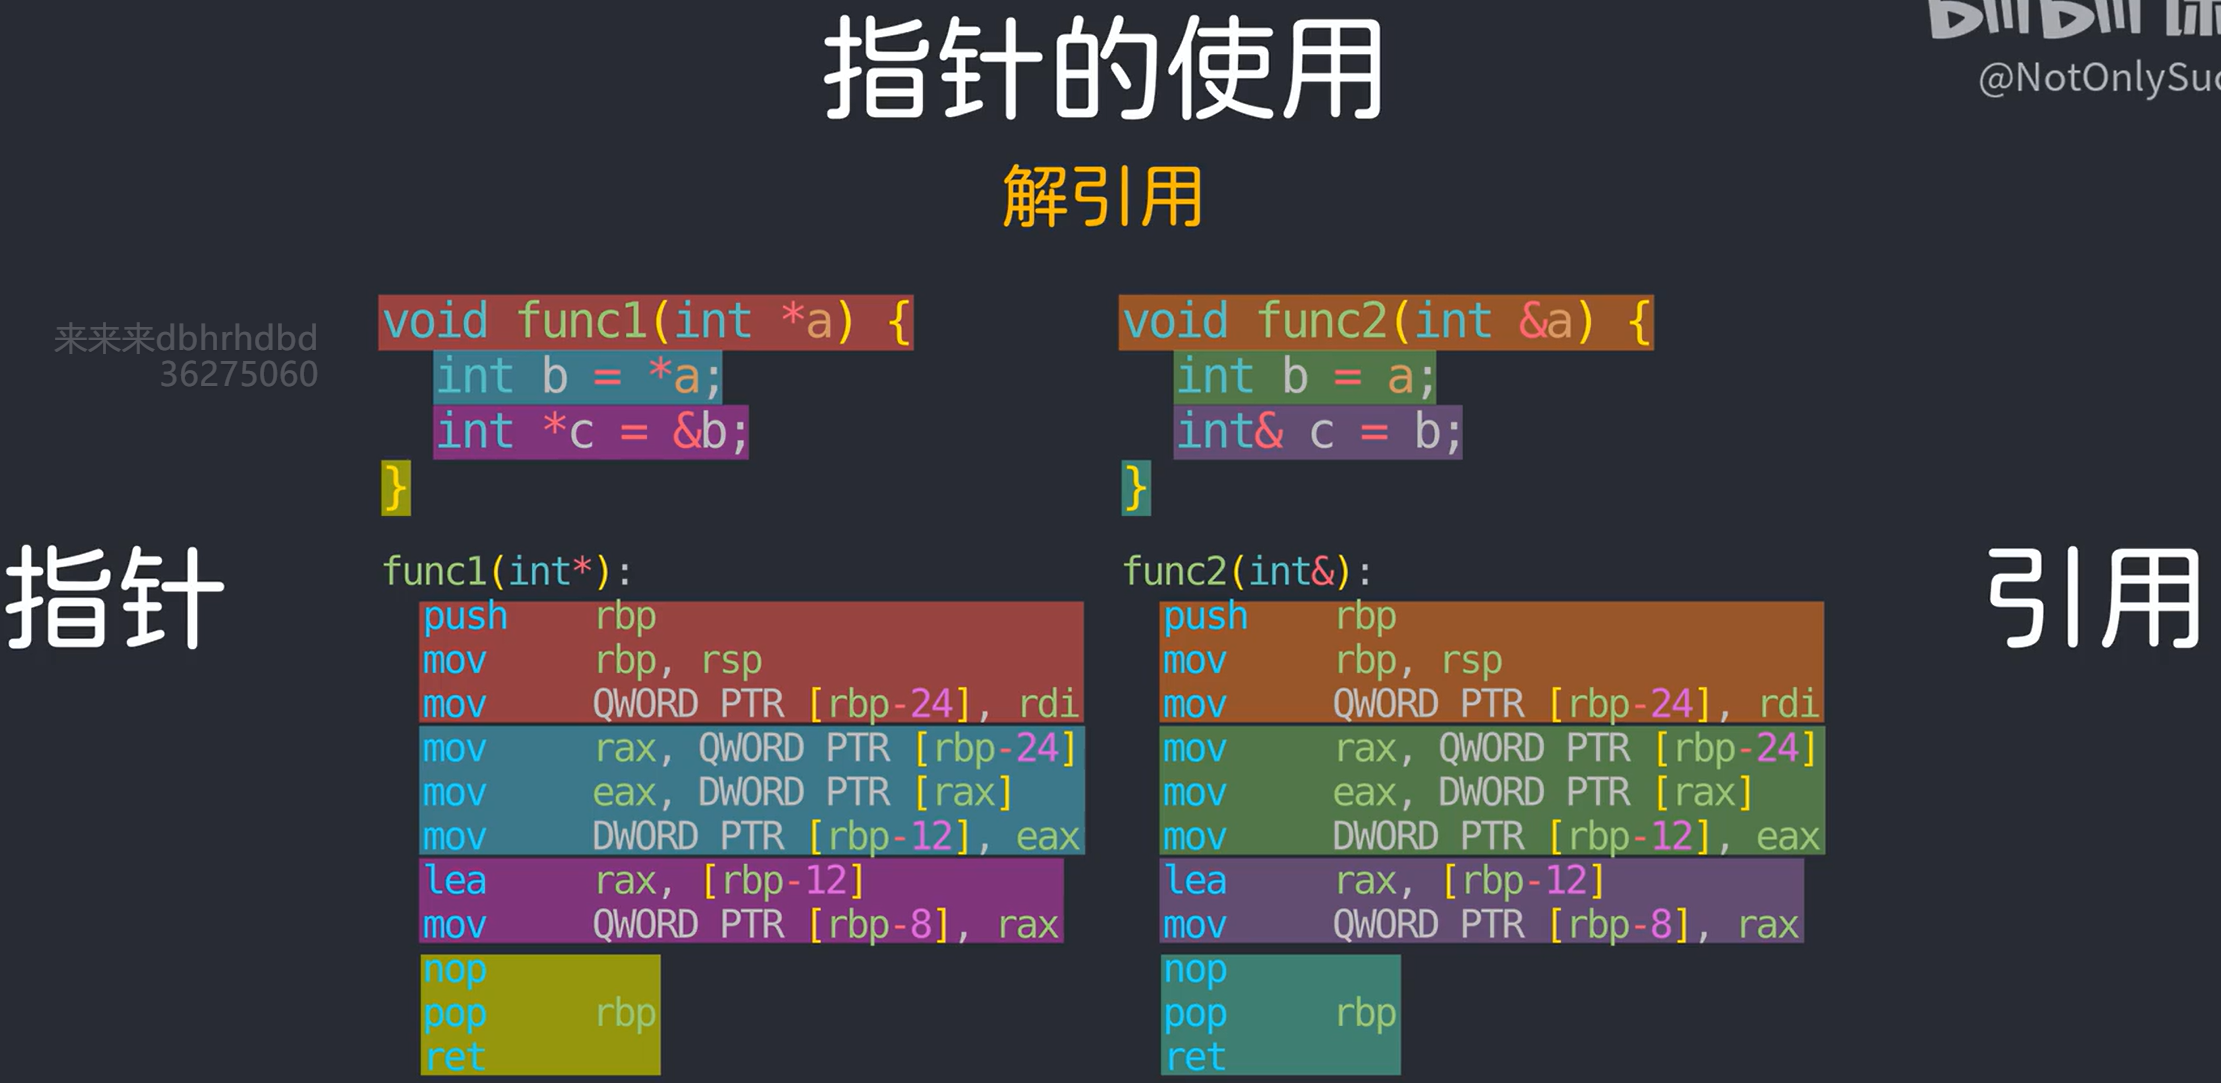 指针的使用
@NotOnlySuc
解引用
来来来dbhrhdbd
36275060
void func1(int *a) {
int b = *a;
int *c = &b;
}
void func2(int &a) {
int b = a;
int& c = b;
}
指针
func1(int*):
push rbp
mov rbp, rsp
mov QWORD PTR [rbp-24], rdi
mov rax, QWORD PTR [rbp-24]
mov eax, DWORD PTR [rax]
mov DWORD PTR [rbp-12], eax
lea rax, [rbp-12]
mov QWORD PTR [rbp-8], rax
nop
pop rbp
ret
func2(int&):
push rbp
mov rbp, rsp
mov QWORD PTR [rbp-24], rdi
mov rax, QWORD PTR [rbp-24]
mov eax, DWORD PTR [rax]
mov DWORD PTR [rbp-12], eax
lea rax, [rbp-12]
mov QWORD PTR [rbp-8], rax
nop
pop rbp
ret
引用